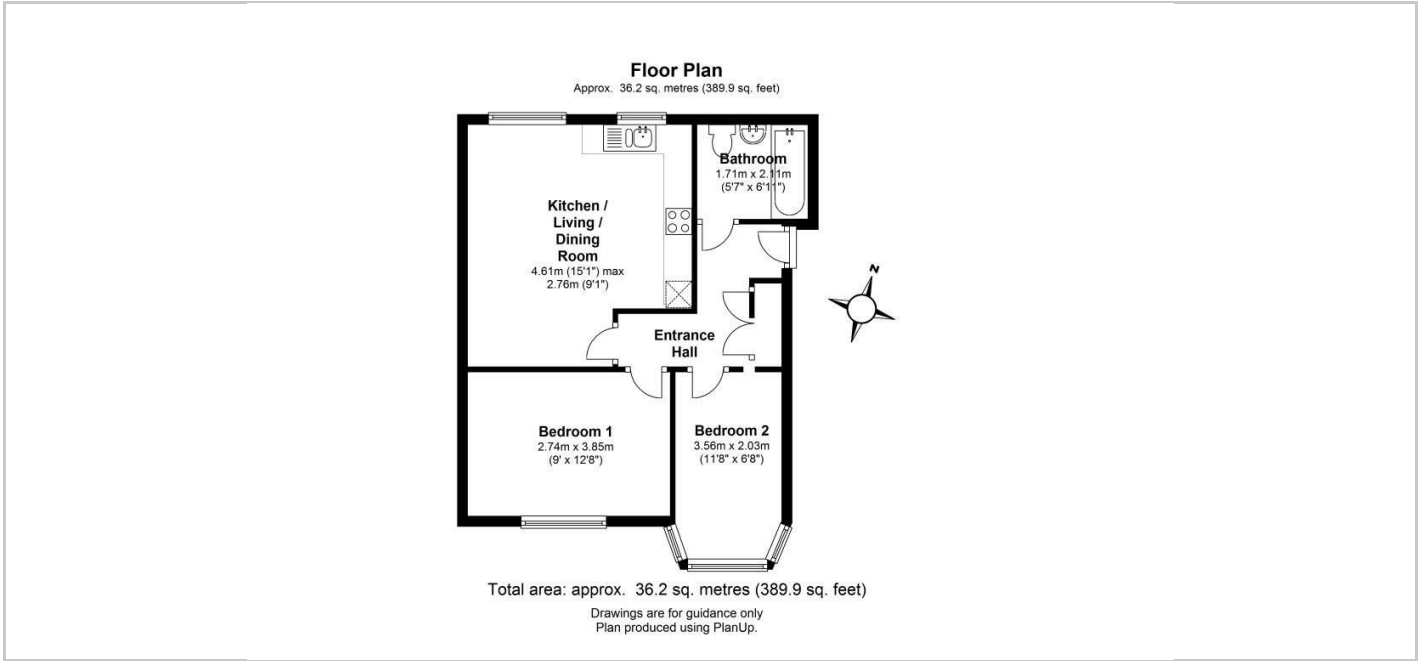 Floor Plan
Approx. 36.2 sq. metres (389.9 sq. feet)
Bathroom
1.71m x 2.11m
(5'7" x 6'11")
Kitchen /
Living /
Dining
Room
4.61m (15'1") max
2.76m (9'1")
N
Entrance
Hall
Bedroom 1
2.74m x 3.85m
(9' x 12'8")
Bedroom 2
3.56m x 2.03m
(11'8" x 6'8")
Total area: approx. 36.2 sq. metres (389.9 sq. feet)
Drawings are for guidance only
Plan produced using PlanUp.